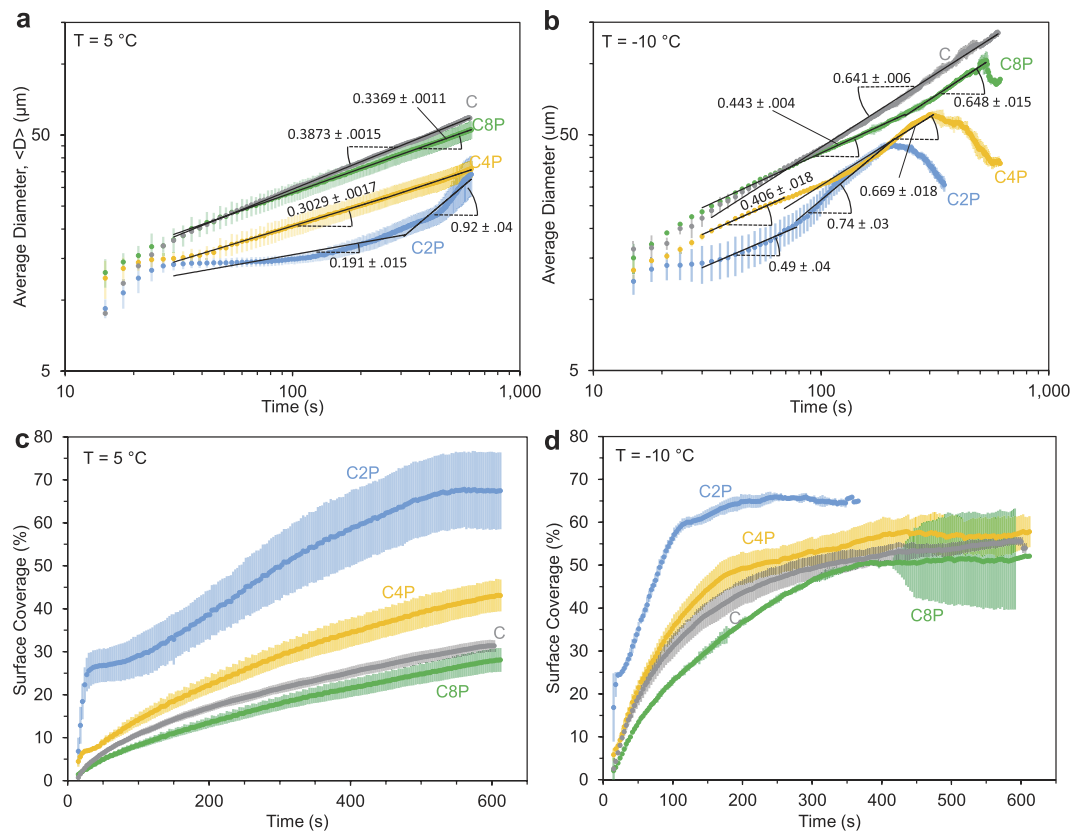 a
T = 5 °C
Average Diameter, <D> (µm)
50
5
10
100
1,000
Time (s)
0.3369 ± .0011
0.3873 ± .0015
C
C8P
C4P
0.3029 ± .0017
0.92 ± .04
C2P
0.191 ± .015
b
T = -10 °C
Average Diameter (um)
50
5
10
100
1,000
Time (s)
C
C8P
0.641 ± .006
0.443 ± .004
0.648 ± .015
0.406 ± .018
0.669 ± .018
C4P
C2P
0.74 ± .03
0.49 ± .04
c
T = 5 °C
Surface Coverage (%)
80
70
60
50
40
30
20
10
0
0
200
400
600
Time (s)
C2P
C4P
C
C8P
d
T = -10 °C
Surface Coverage (%)
80
70
60
50
40
30
20
10
0
0
100
200
300
400
500
600
Time (s)
C2P
C4P
C
C8P